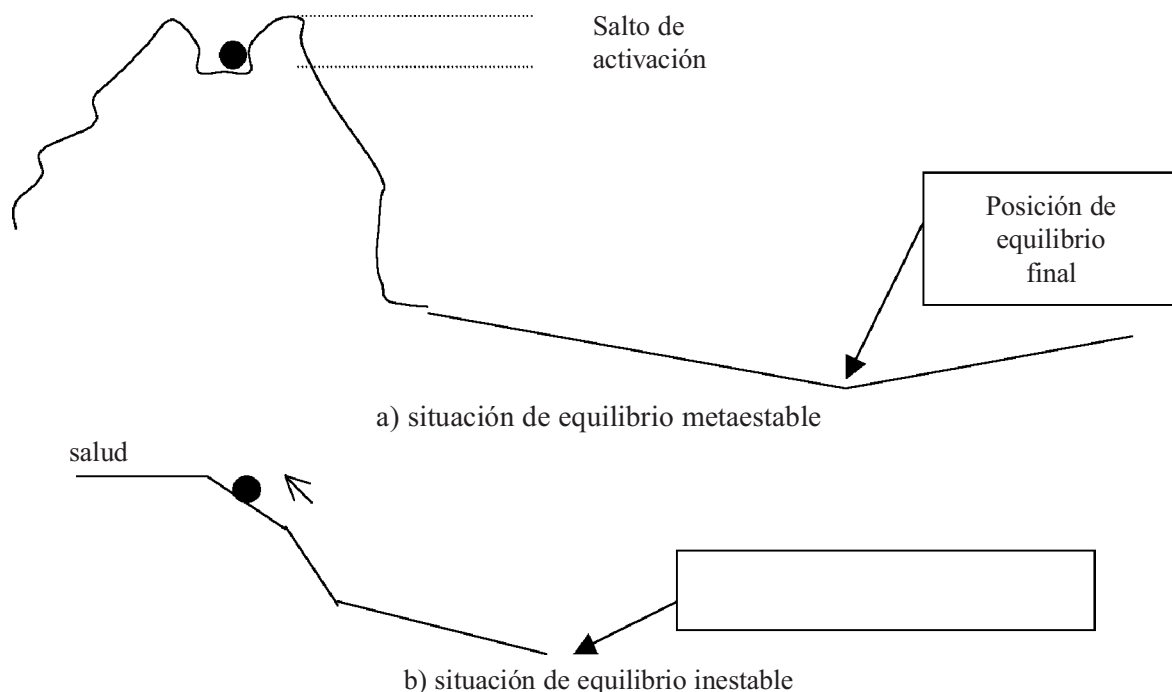 Salto de
activación
Posición de
equilibrio
final
a) situación de equilibrio metaestable
salud
b) situación de equilibrio inestable